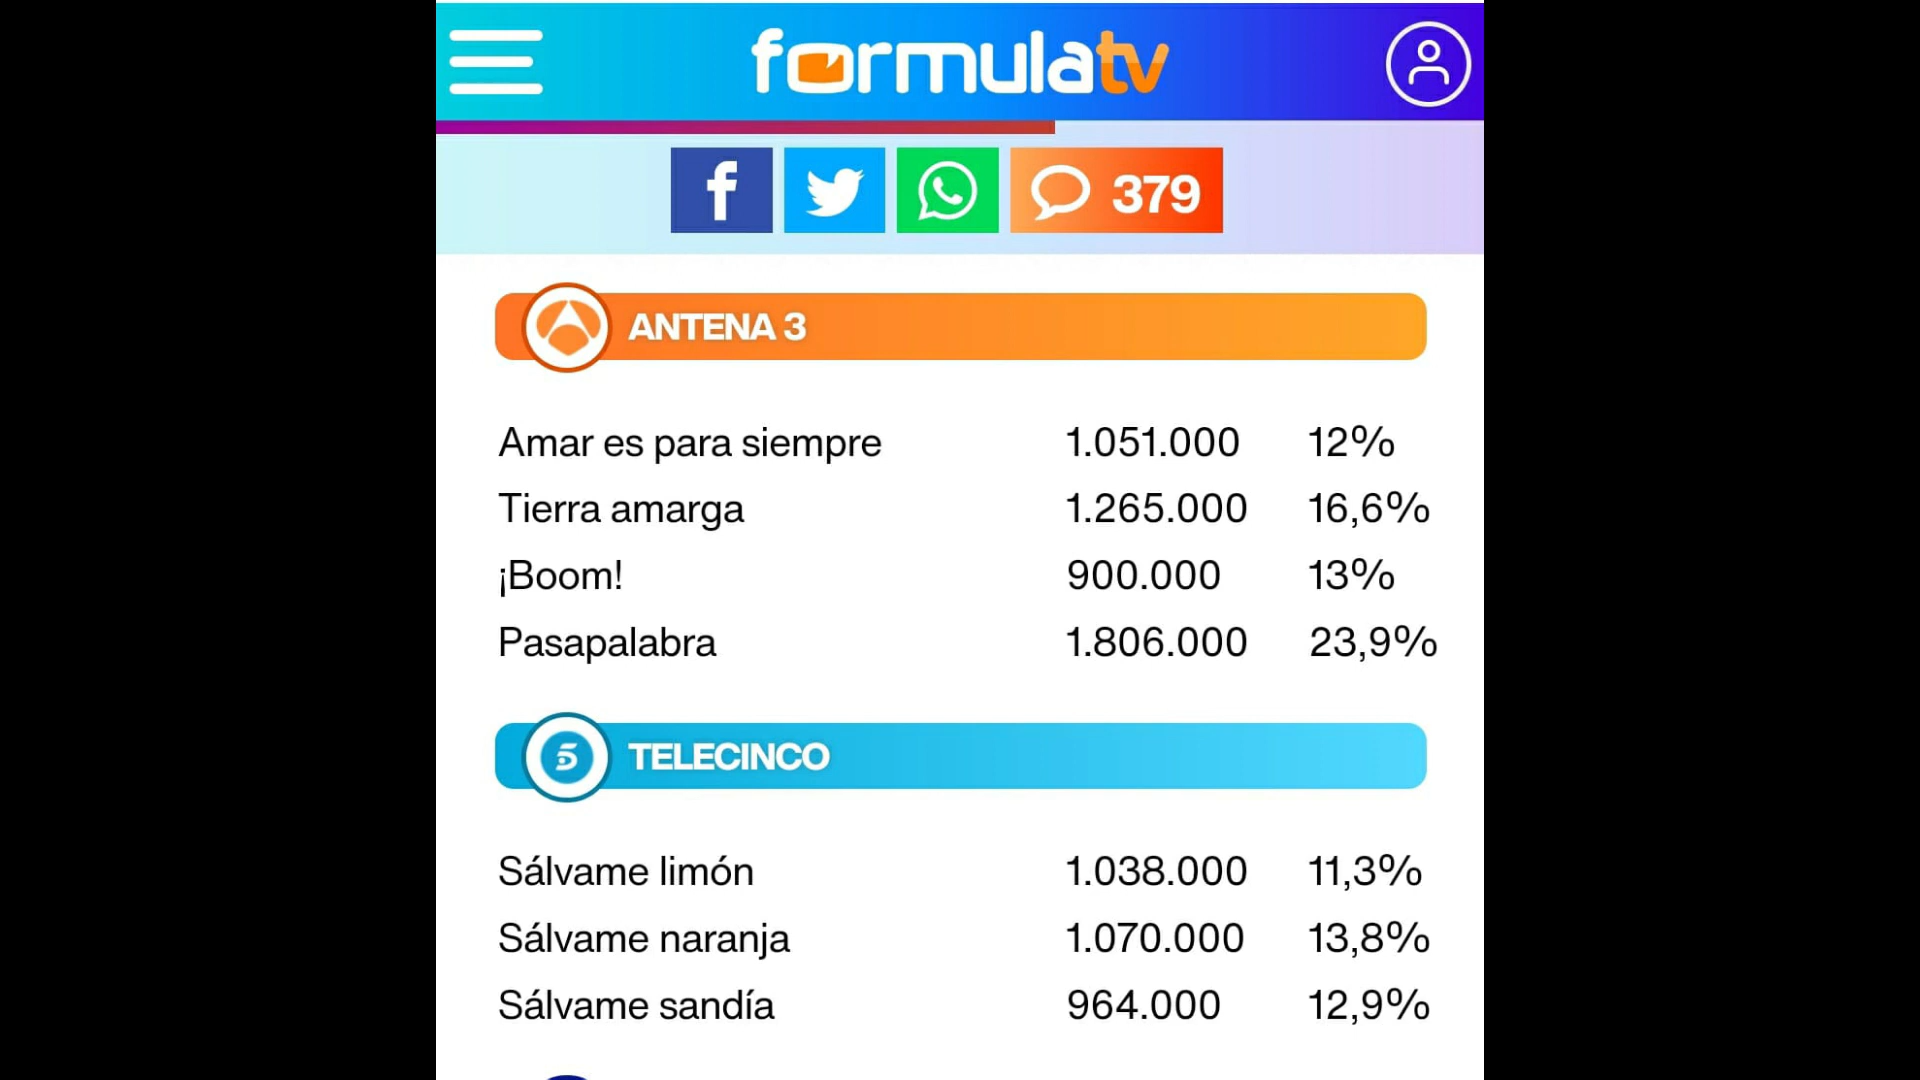 formulatv
379
ANTENA 3
Amar es para siempre 1.051.000 12%
Tierra amarga 1.265.000 16,6%
¡Boom! 900.000 13%
Pasapalabra 1.806.000 23,9%
5 TELECINCO
Sálvame limón 1.038.000 11,3%
Sálvame naranja 1.070.000 13,8%
Sálvame sandía 964.000 12,9%